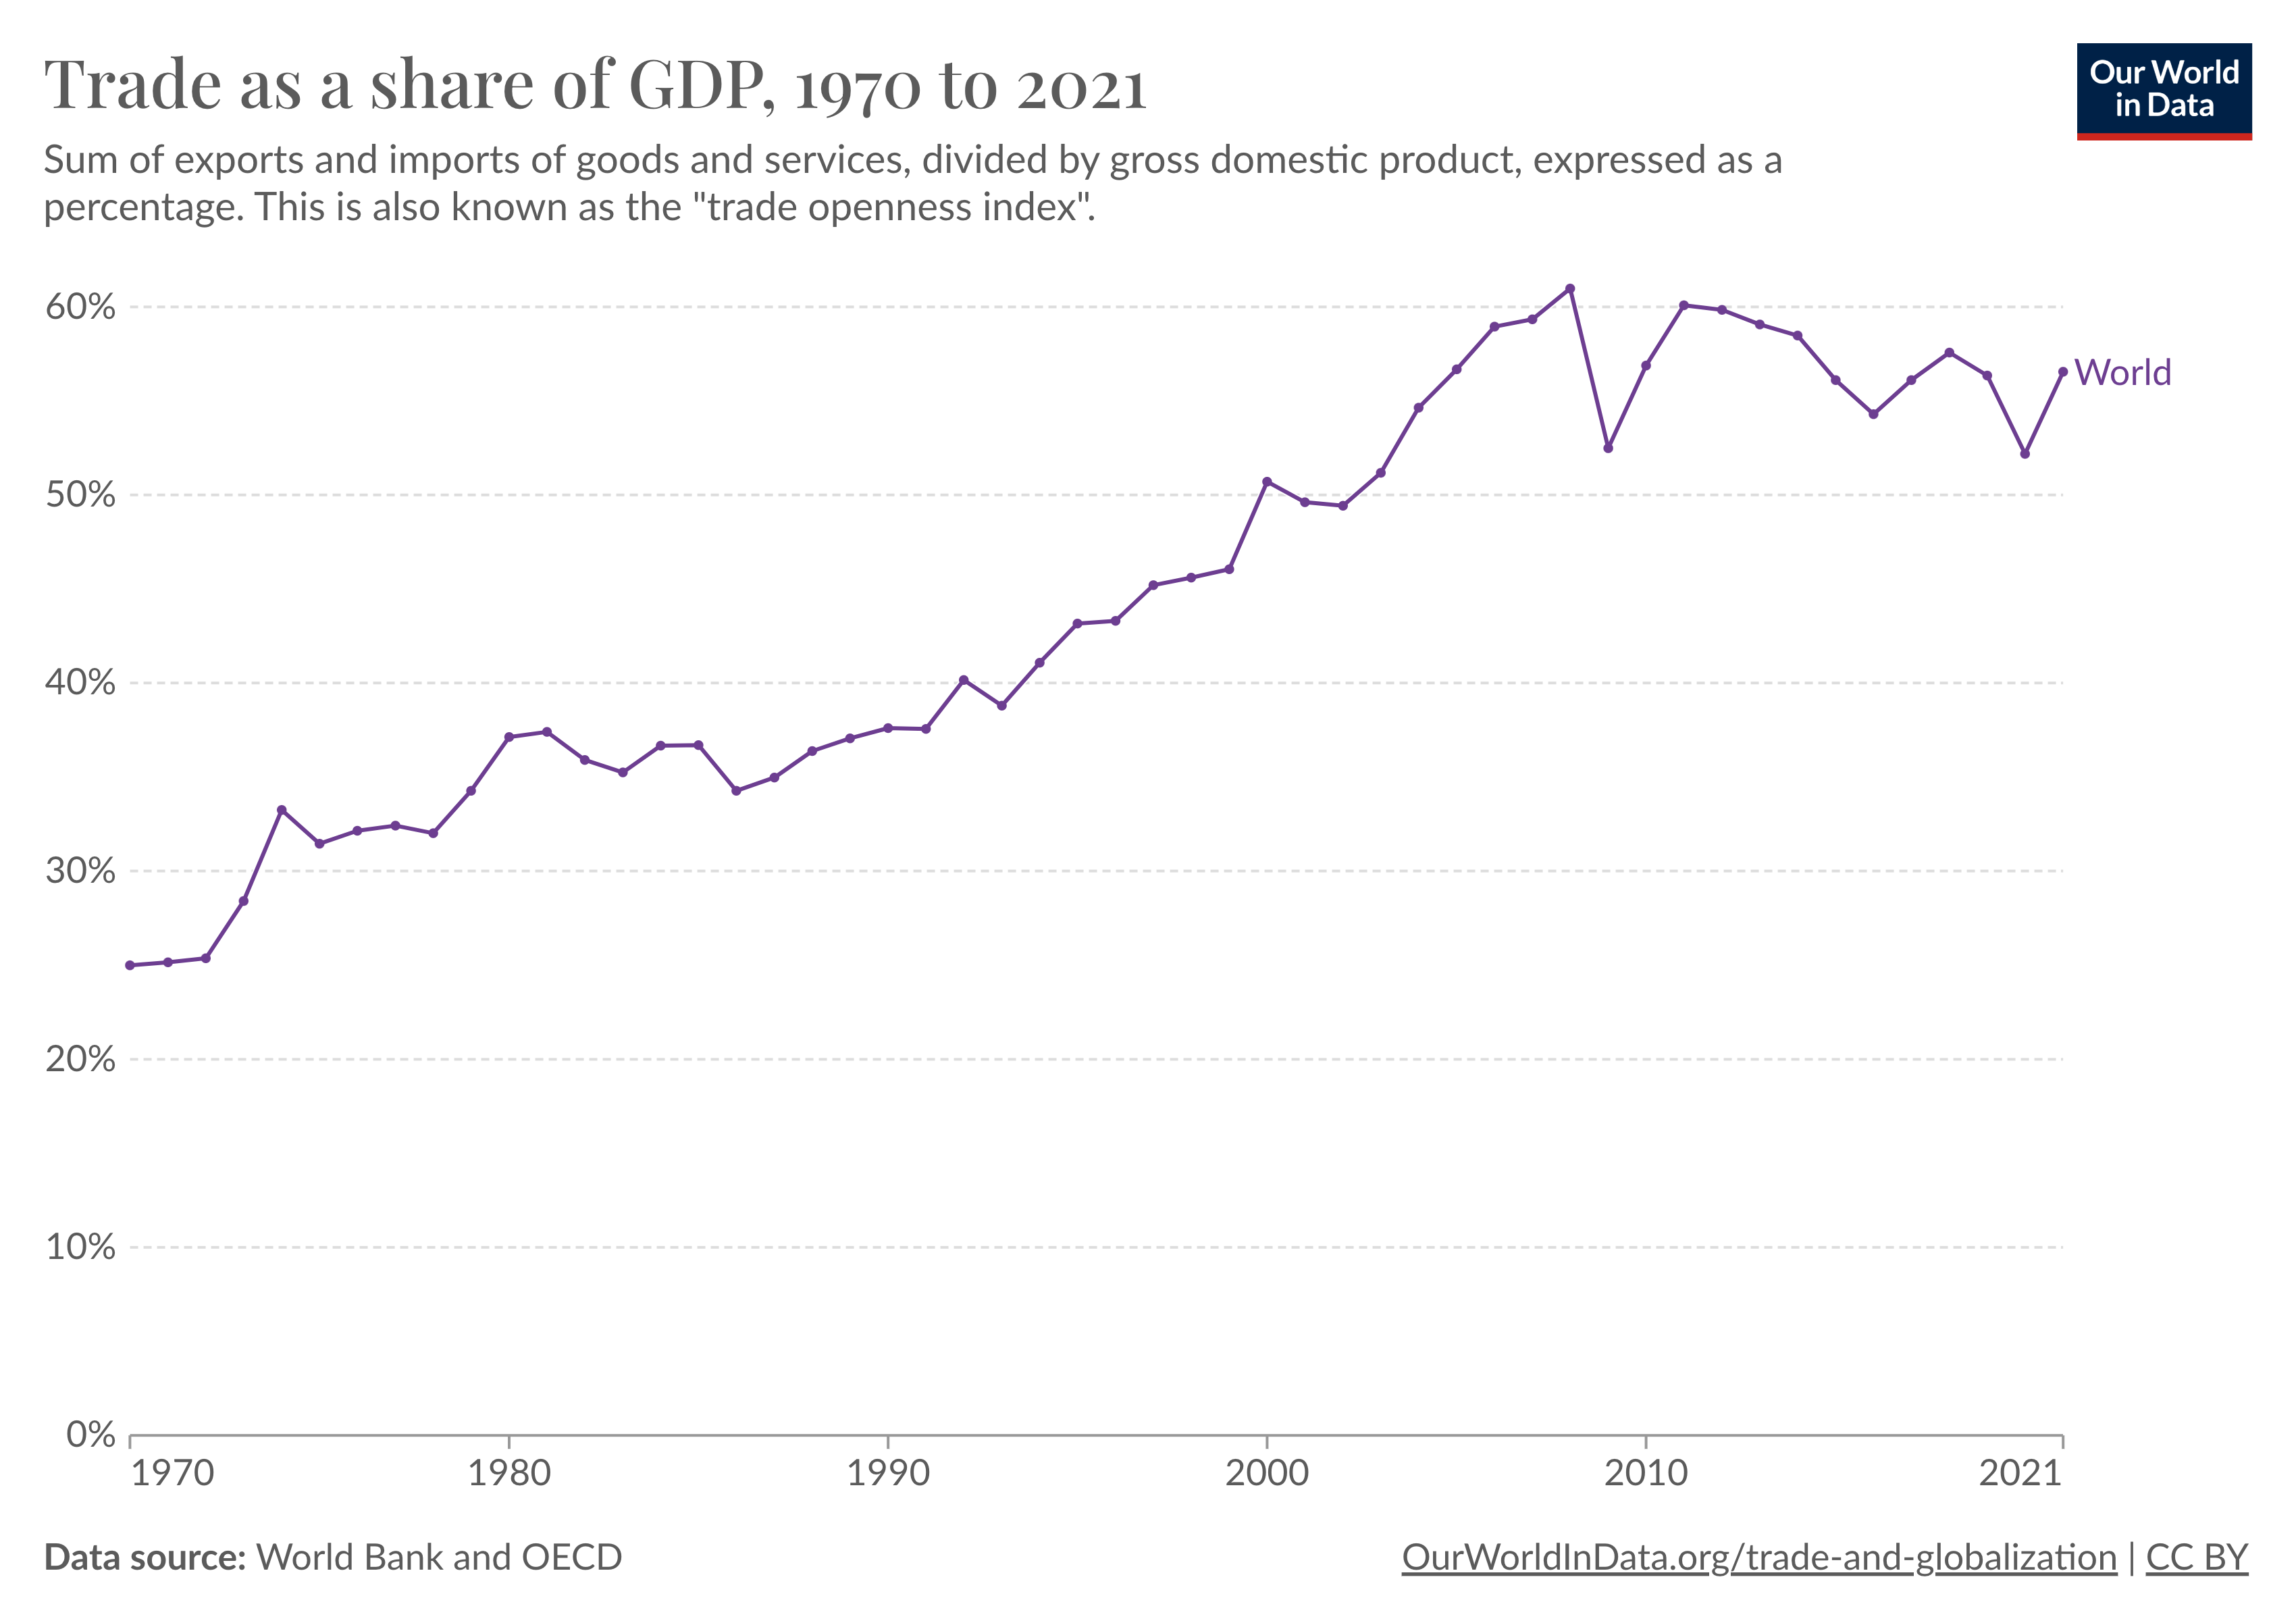 Trade as a share of GDP, 1970 to 2021
Our World
in Data
Sum of exports and imports of goods and services, divided by gross domestic product, expressed as a
percentage. This is also known as the "trade openness index".
60%
World
50%
40%
30%
20%
10%
0%
1970 1980 1990 2000 2010 2021
Data source: World Bank and OECD
OurWorldInData.org/trade-and-globalization | CC BY